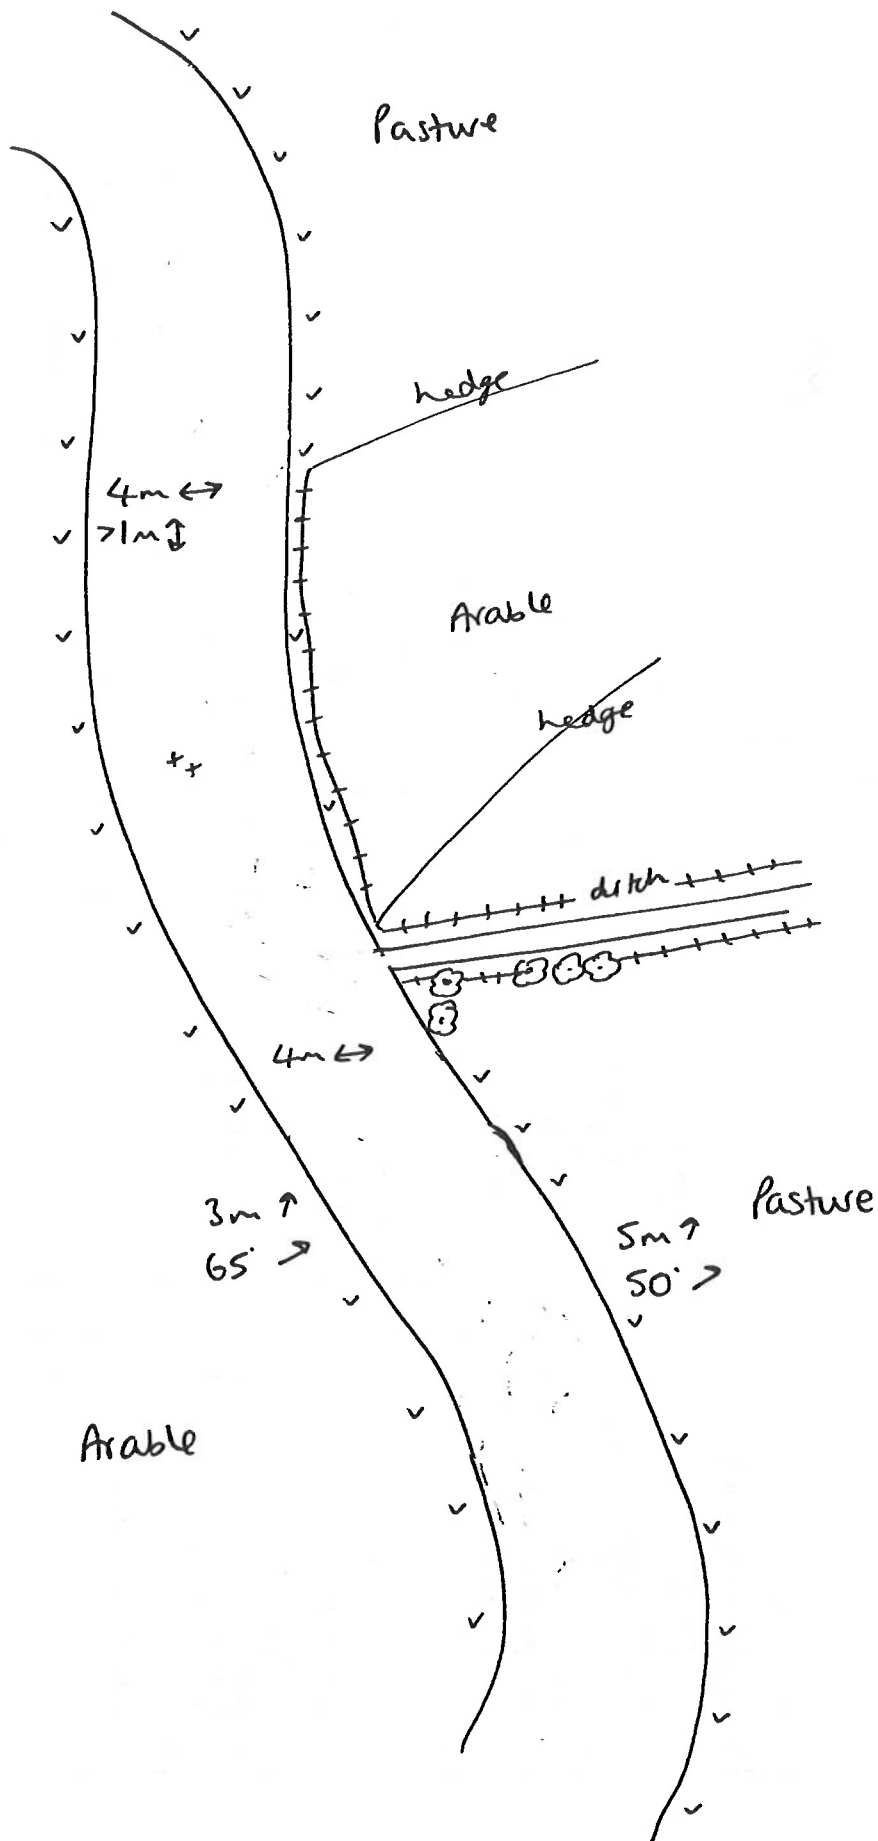 Pasture
hedge
4m ↔
>1m ↕
Arable
hedge
ditch
4m ↔
3m ↑
65° ↗
Pasture
5m ↑
50° ↗
Arable